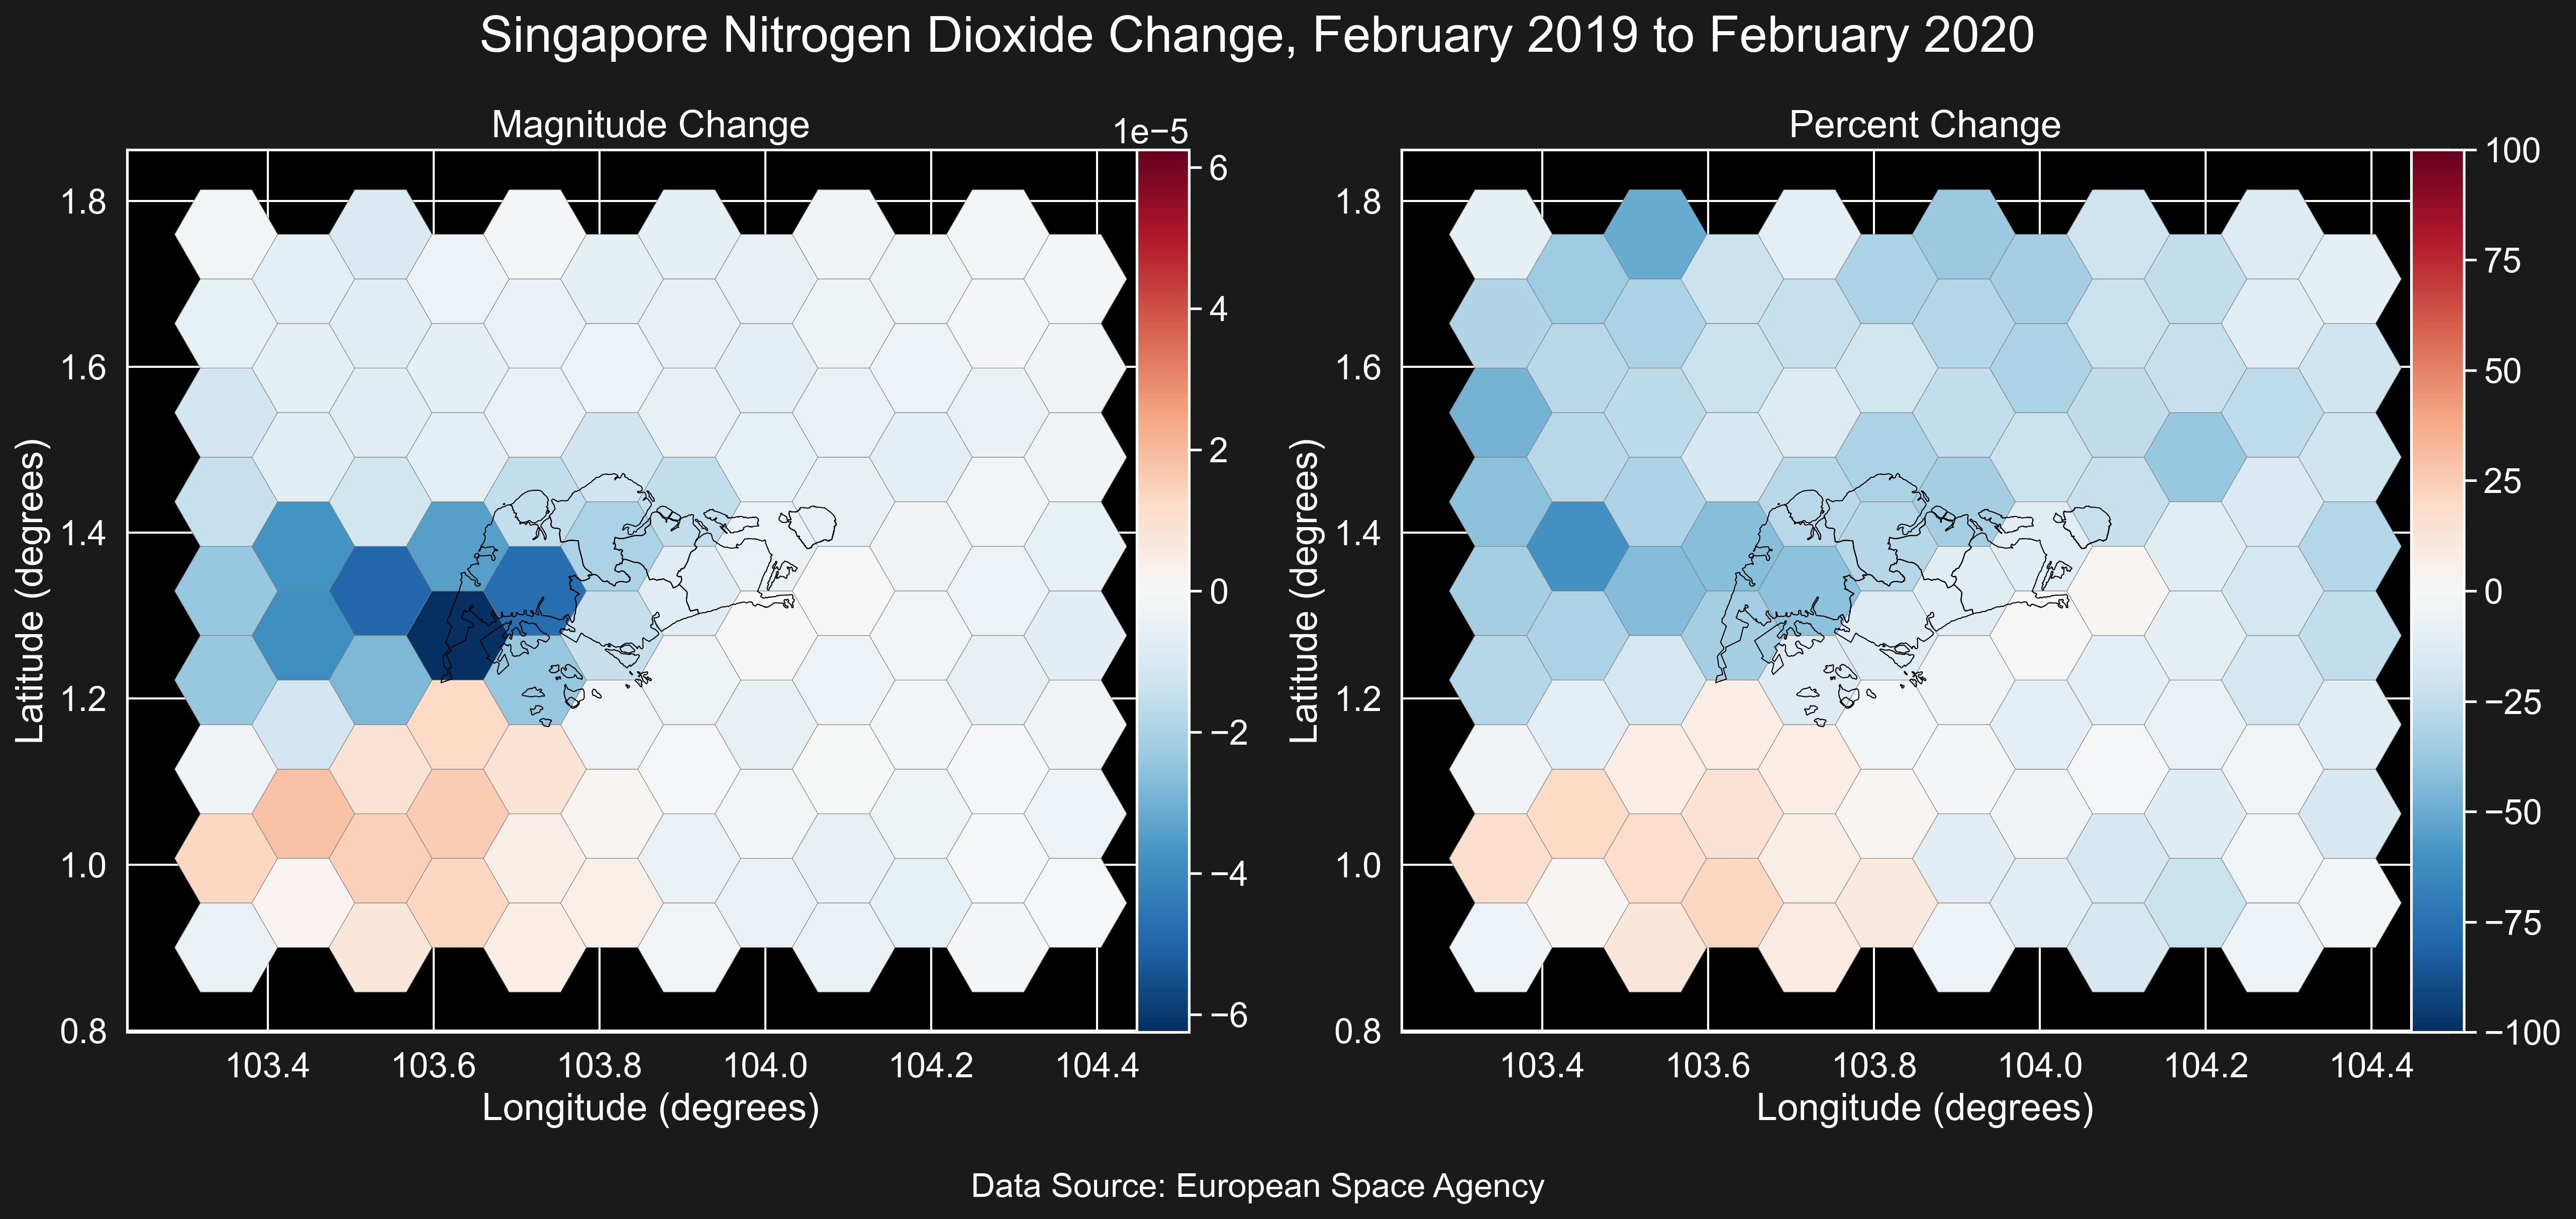 Singapore Nitrogen Dioxide Change, February 2019 to February 2020
Magnitude Change
1e−5
Latitude (degrees)
1.8
1.6
1.4
1.2
1.0
0.8
103.4 103.6 103.8 104.0 104.2 104.4
Longitude (degrees)
6
4
2
0
−2
−4
−6
Percent Change
Latitude (degrees)
1.8
1.6
1.4
1.2
1.0
0.8
103.4 103.6 103.8 104.0 104.2 104.4
Longitude (degrees)
100
75
50
25
0
−25
−50
−75
−100
Data Source: European Space Agency